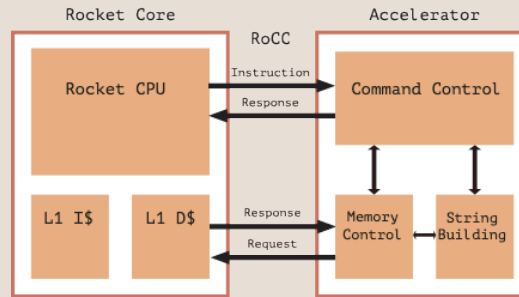 Rocket Core
RoCC
Accelerator
Rocket CPU
Instruction
Response
Command Control
L1 I$
L1 D$
Response
Request
Memory
Control
String
Building